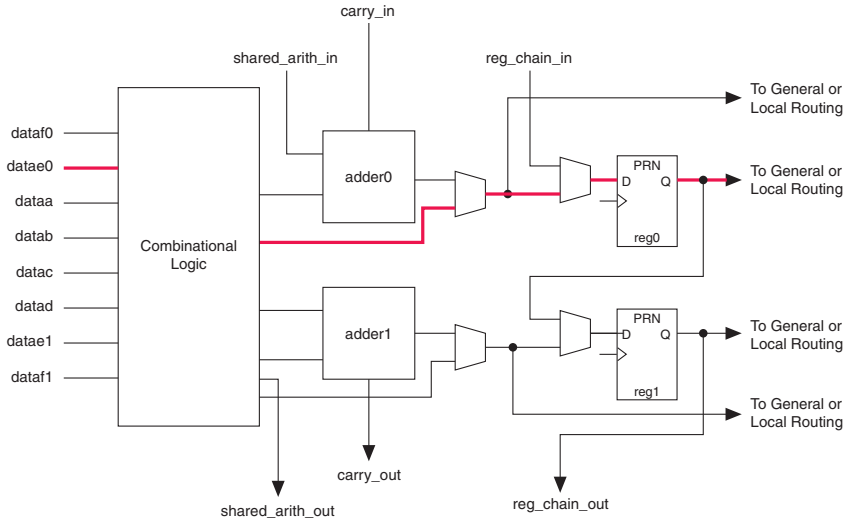 carry_in
shared_arith_in
reg_chain_in
To General or
Local Routing
dataf0
datae0
dataa
datab
datac
datad
datae1
dataf1
Combinational
Logic
adder0
PRN
D Q
reg0
To General or
Local Routing
adder1
PRN
D Q
reg1
To General or
Local Routing
To General or
Local Routing
carry_out
reg_chain_out
shared_arith_out